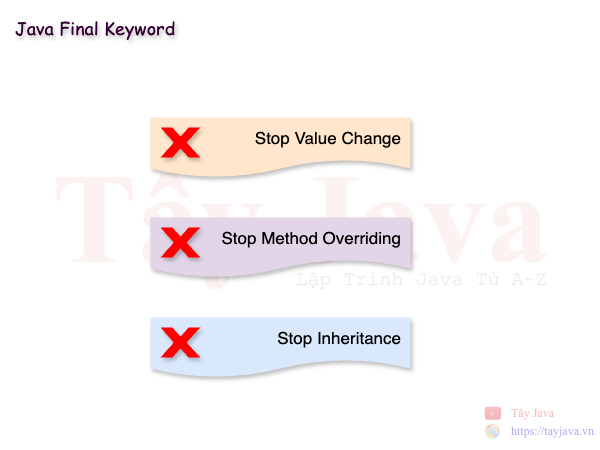 Java Final Keyword
Stop Value Change
Tây Java
Stop Method Overriding
Lập Trình Java Từ A~Z
Stop Inheritance
Tây Java
https://tayjava.vn